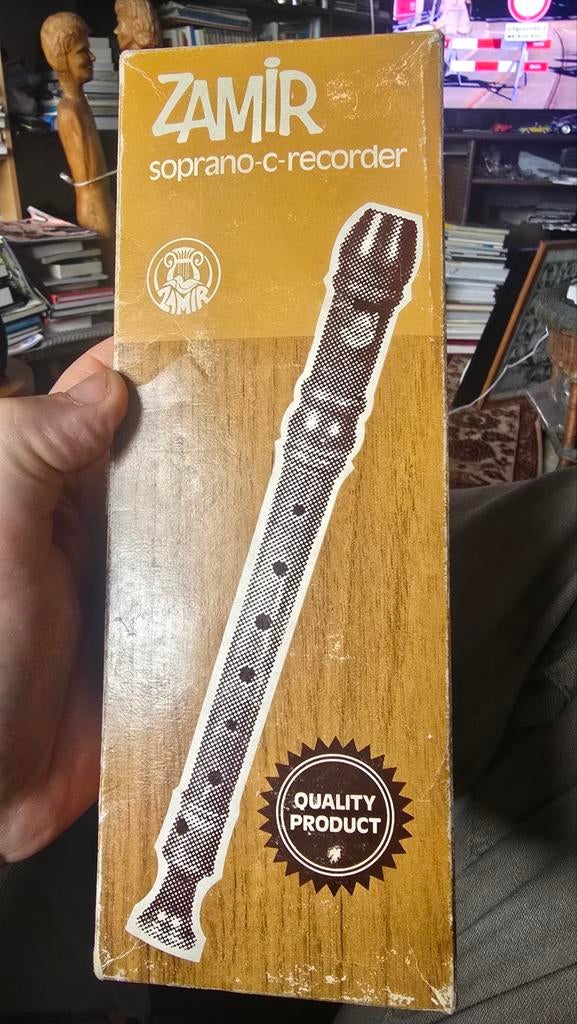 ZAMIR
soprano-c-recorder
ZAMIR
QUALITY
PRODUCT